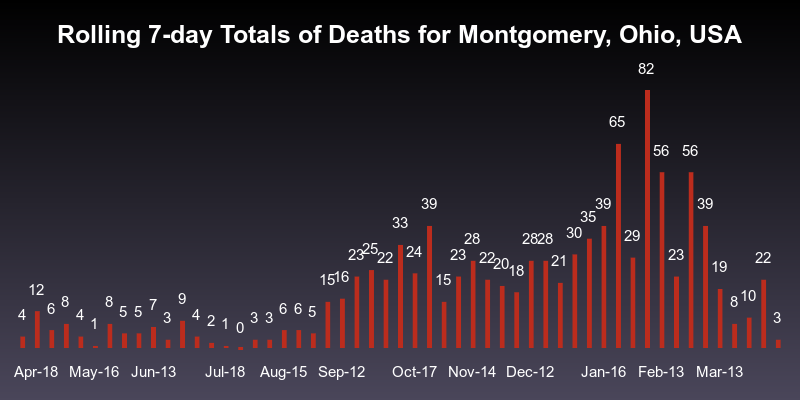 Rolling 7-day Totals of Deaths for Montgomery, Ohio, USA
4 12 6 8 4 1 8 5 5 7 3 9 4 2 1 0 3 3 6 6 5 15 16 23 25 22 33 24 39 15 23 28 22 20 18 28 28 21 30 35 39 65 29 82 56 23 56 39 19 8 10 22 3
Apr-18 May-16 Jun-13 Jul-18 Aug-15 Sep-12 Oct-17 Nov-14 Dec-12 Jan-16 Feb-13 Mar-13